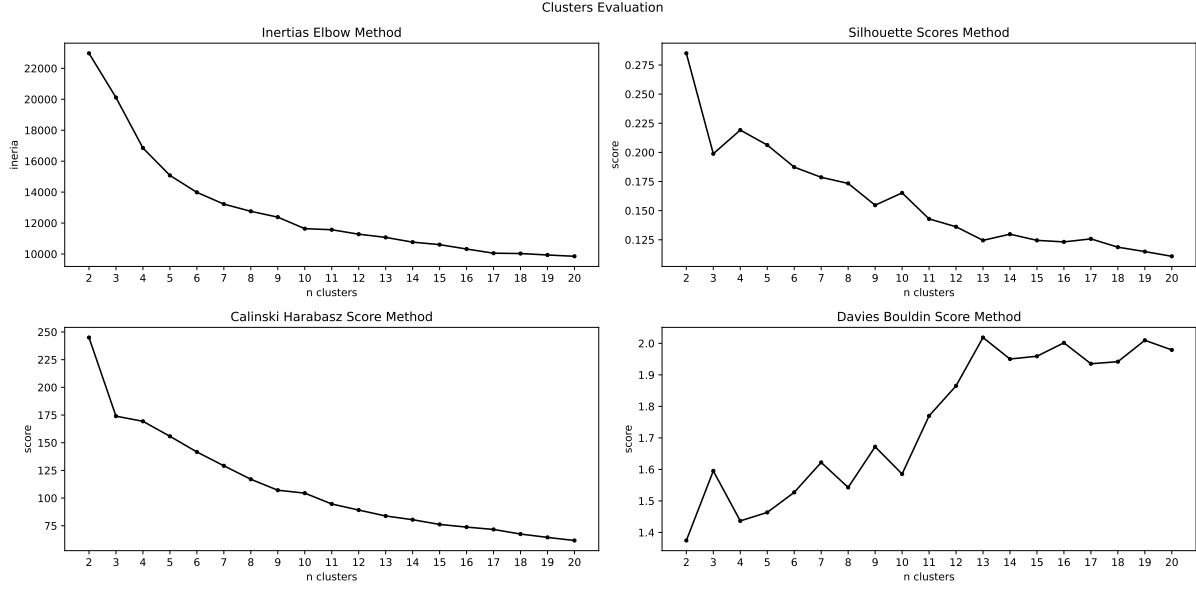 Clusters Evaluation
Inertias Elbow Method
22000
20000
18000
16000
14000
12000
10000
ineria
2 3 4 5 6 7 8 9 10 11 12 13 14 15 16 17 18 19 20
n clusters
Silhouette Scores Method
0.275
0.250
0.225
0.200
0.175
0.150
0.125
score
2 3 4 5 6 7 8 9 10 11 12 13 14 15 16 17 18 19 20
n clusters
Calinski Harabasz Score Method
250
225
200
175
150
125
100
75
score
2 3 4 5 6 7 8 9 10 11 12 13 14 15 16 17 18 19 20
n clusters
Davies Bouldin Score Method
2.0
1.9
1.8
1.7
1.6
1.5
1.4
score
2 3 4 5 6 7 8 9 10 11 12 13 14 15 16 17 18 19 20
n clusters